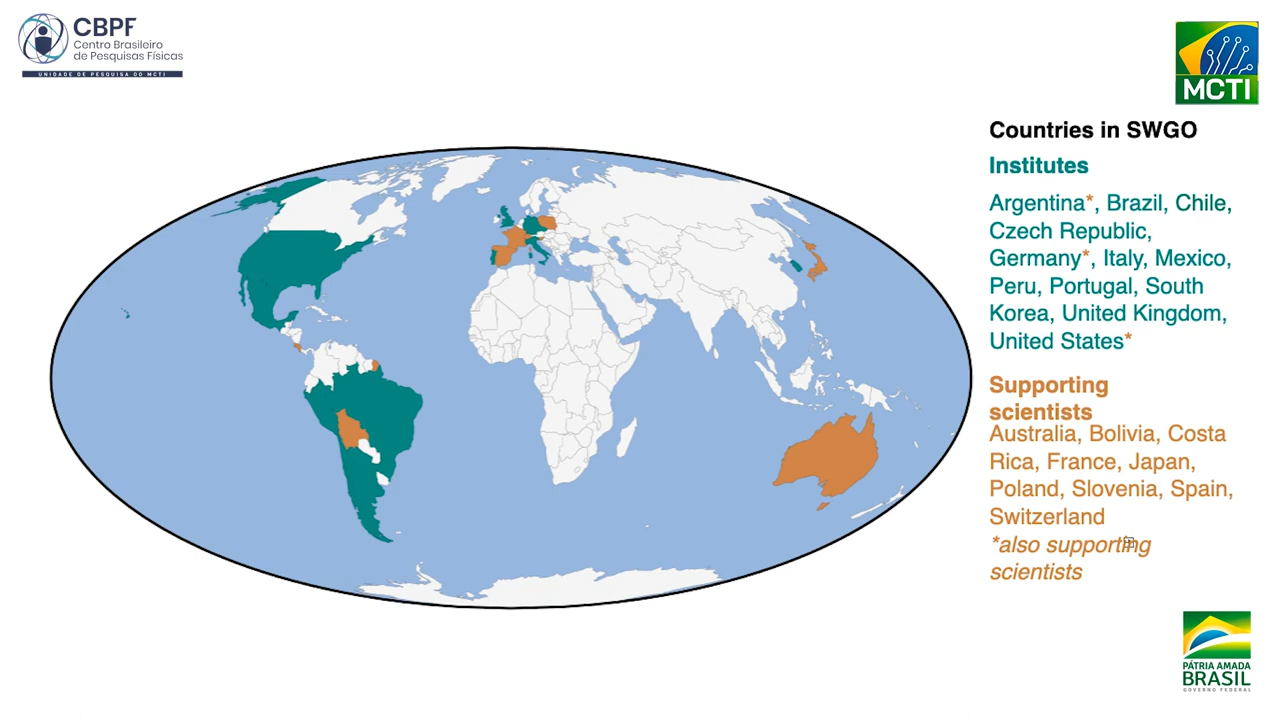 CBPF
Centro Brasileiro
de Pesquisas Físicas
UNIDADE DE PESQUISA DO MCTI
MCTI
Countries in SWGO
Institutes
Argentina*, Brazil, Chile,
Czech Republic,
Germany*, Italy, Mexico,
Peru, Portugal, South
Korea, United Kingdom,
United States*
Supporting
scientists
Australia, Bolivia, Costa
Rica, France, Japan,
Poland, Slovenia, Spain,
Switzerland
*also supporting
scientists
PÁTRIA AMADA
BRASIL
GOVERNO FEDERAL